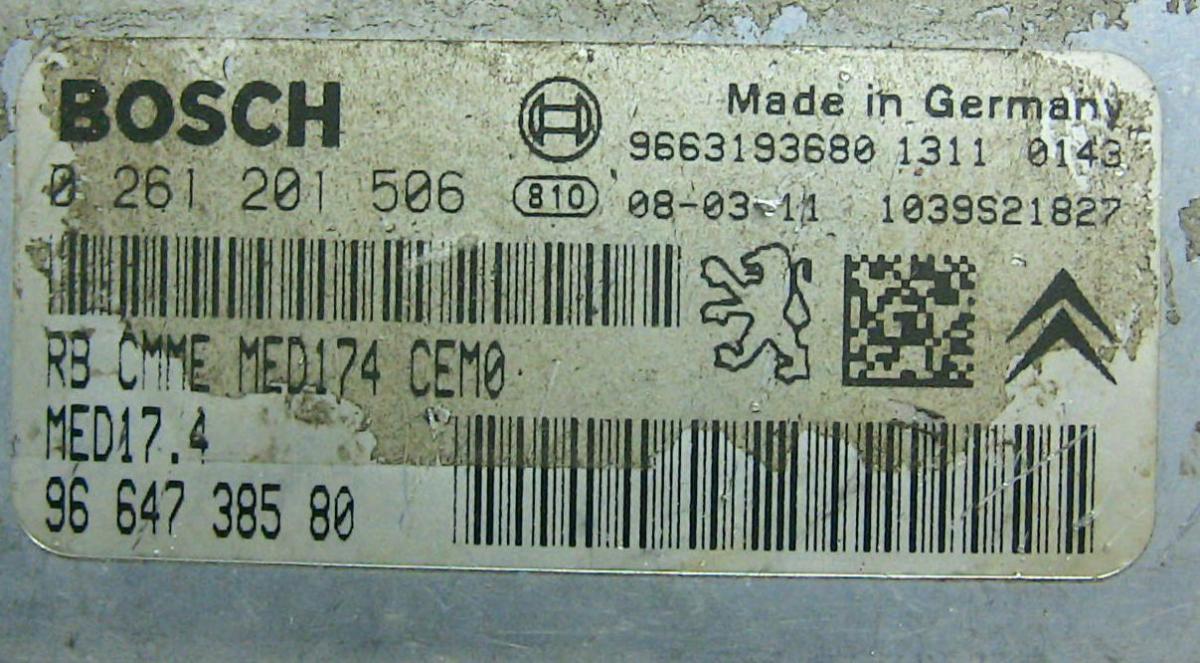 BOSCH
Made in Germany
9663193680 1311 0143
0 261 201 506
810
08-03-11 1039S21827
RB CMME MED174 CEM0
MED17.4
96 647 385 80